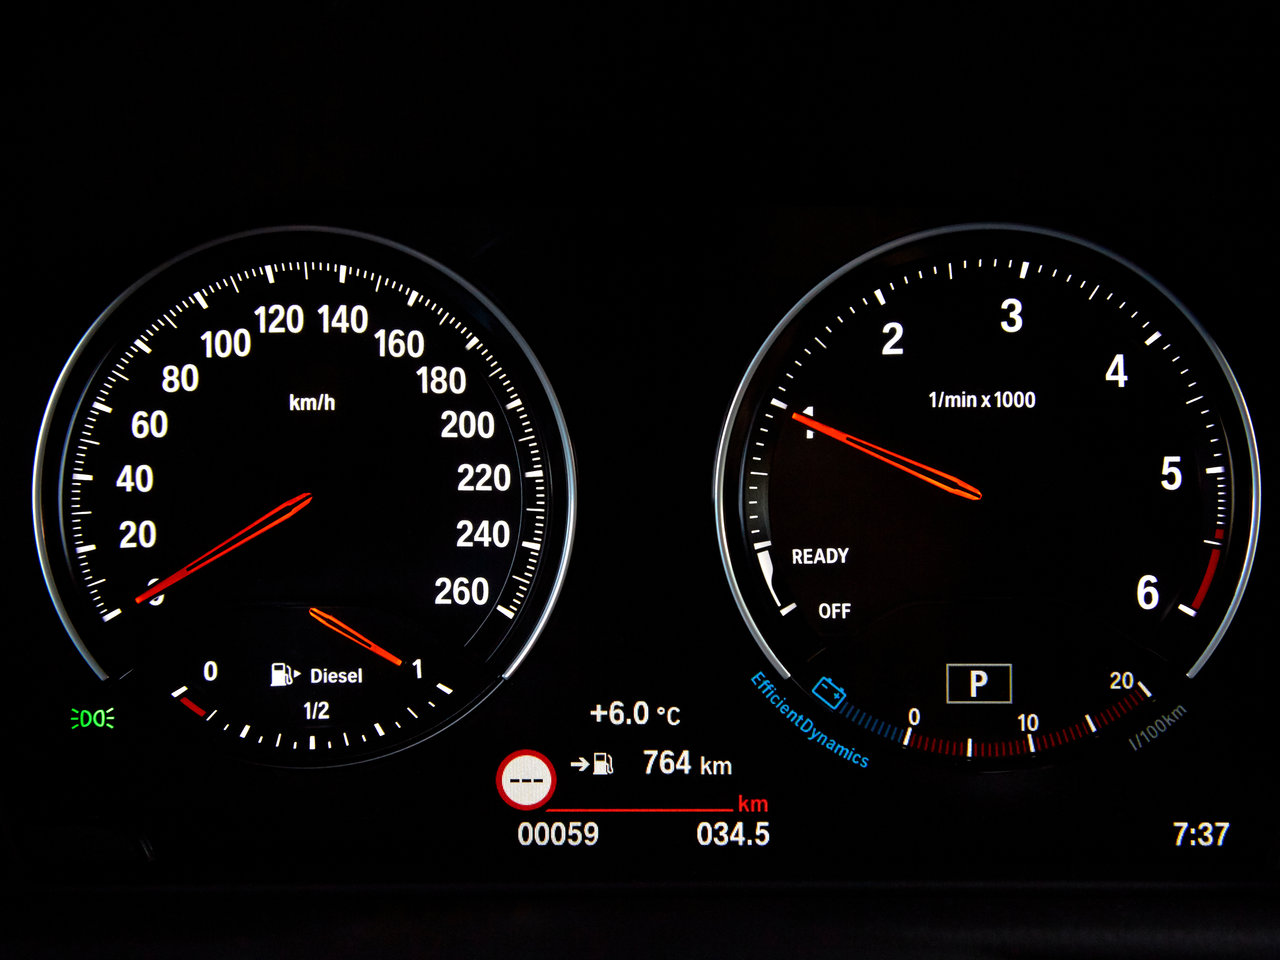 120 140
100 160
80 180
60 200
40 220
20 240
0 260
km/h
0 Diesel 1
1/2
+6.0 °C
764 km
---
km
00059 034.5
3
2 4
1 5
6
1/min x 1000
READY
OFF
P
EfficientDynamics
0 10 20
l/100km
7:37